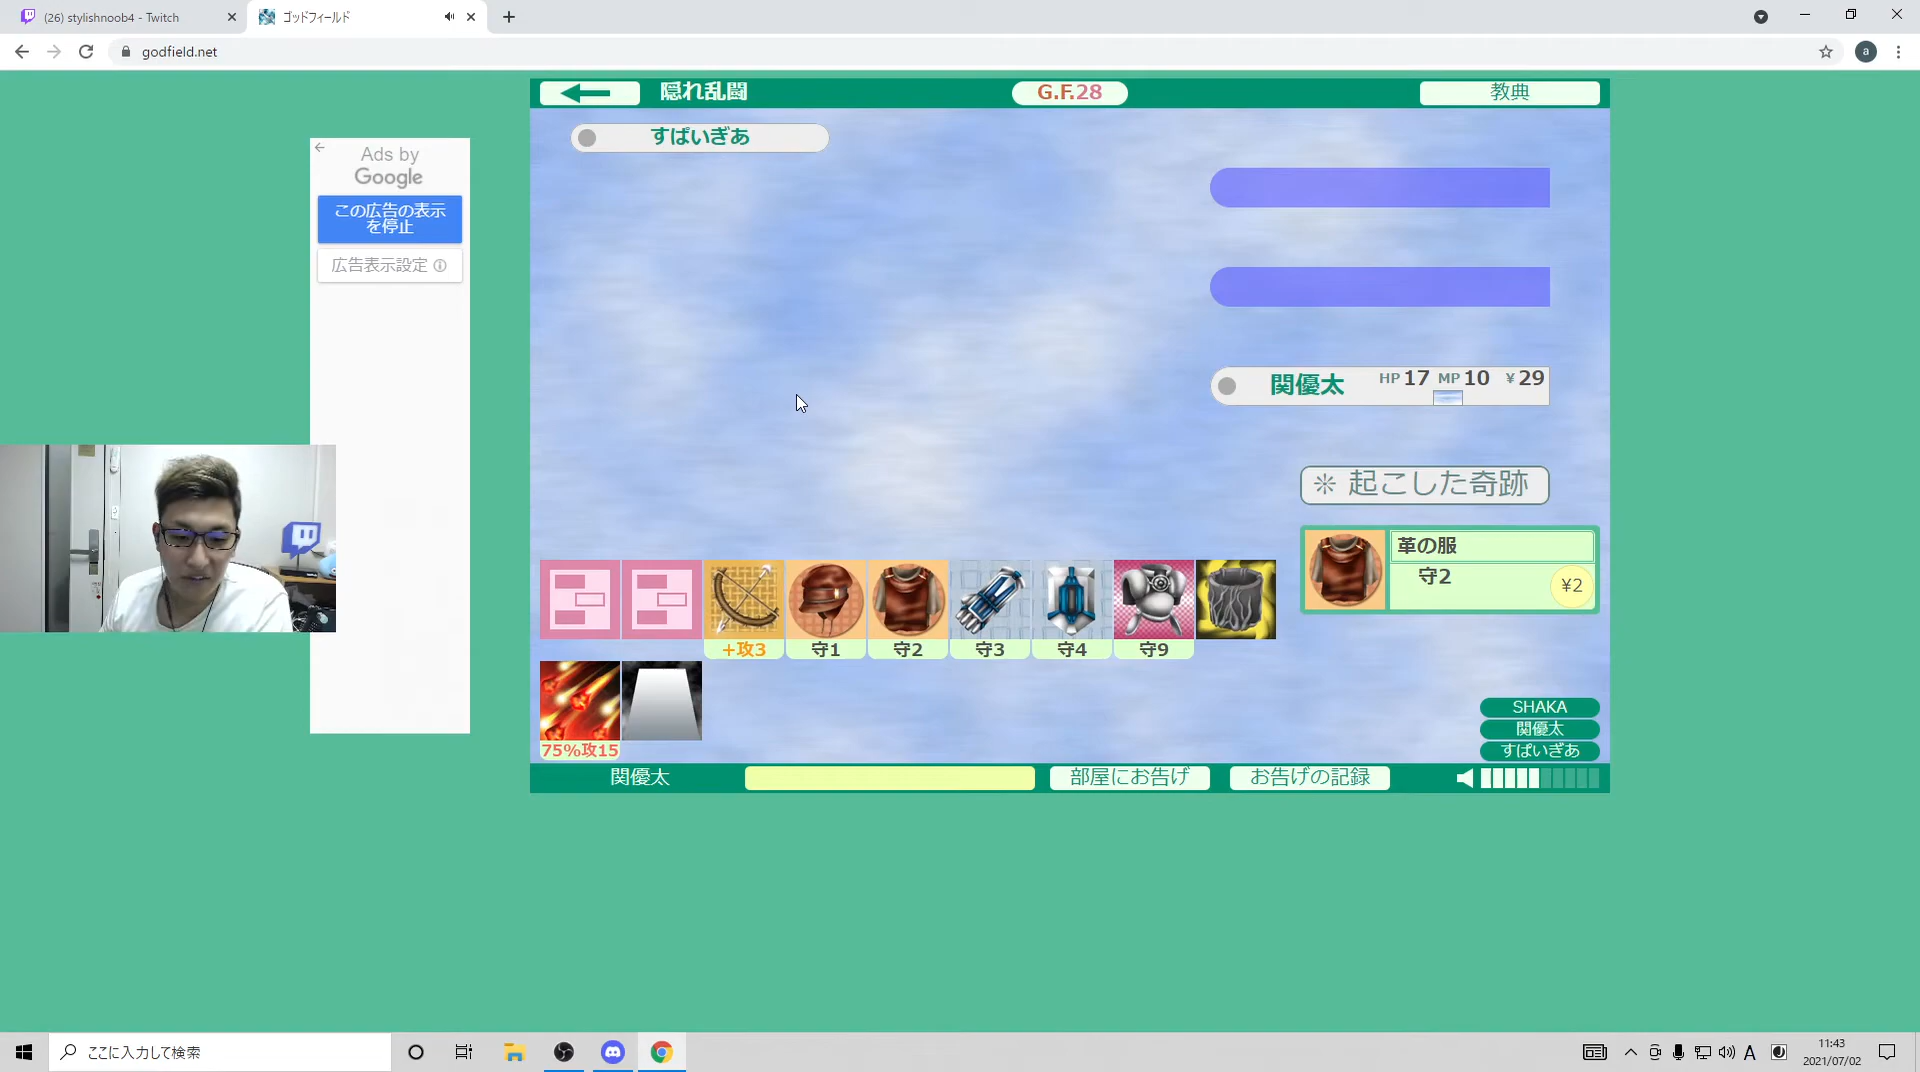 (26) stylishnoob4 - Twitch
ゴッドフィールド
godfield.net
a
隠れ乱闘
G.F.28
教典
すぱいぎあ
Ads by
Google
この広告の表示
を停止
広告表示設定
関優太 HP 17 MP 10 ¥ 29
起こした奇跡
革の服
守2
¥2
+攻3
守1
守2
守3
守4
守9
75%攻15
SHAKA
関優太
すぱいぎあ
関優太
部屋にお告げ
お告げの記録
ここに入力して検索
A
11:43
2021/07/02